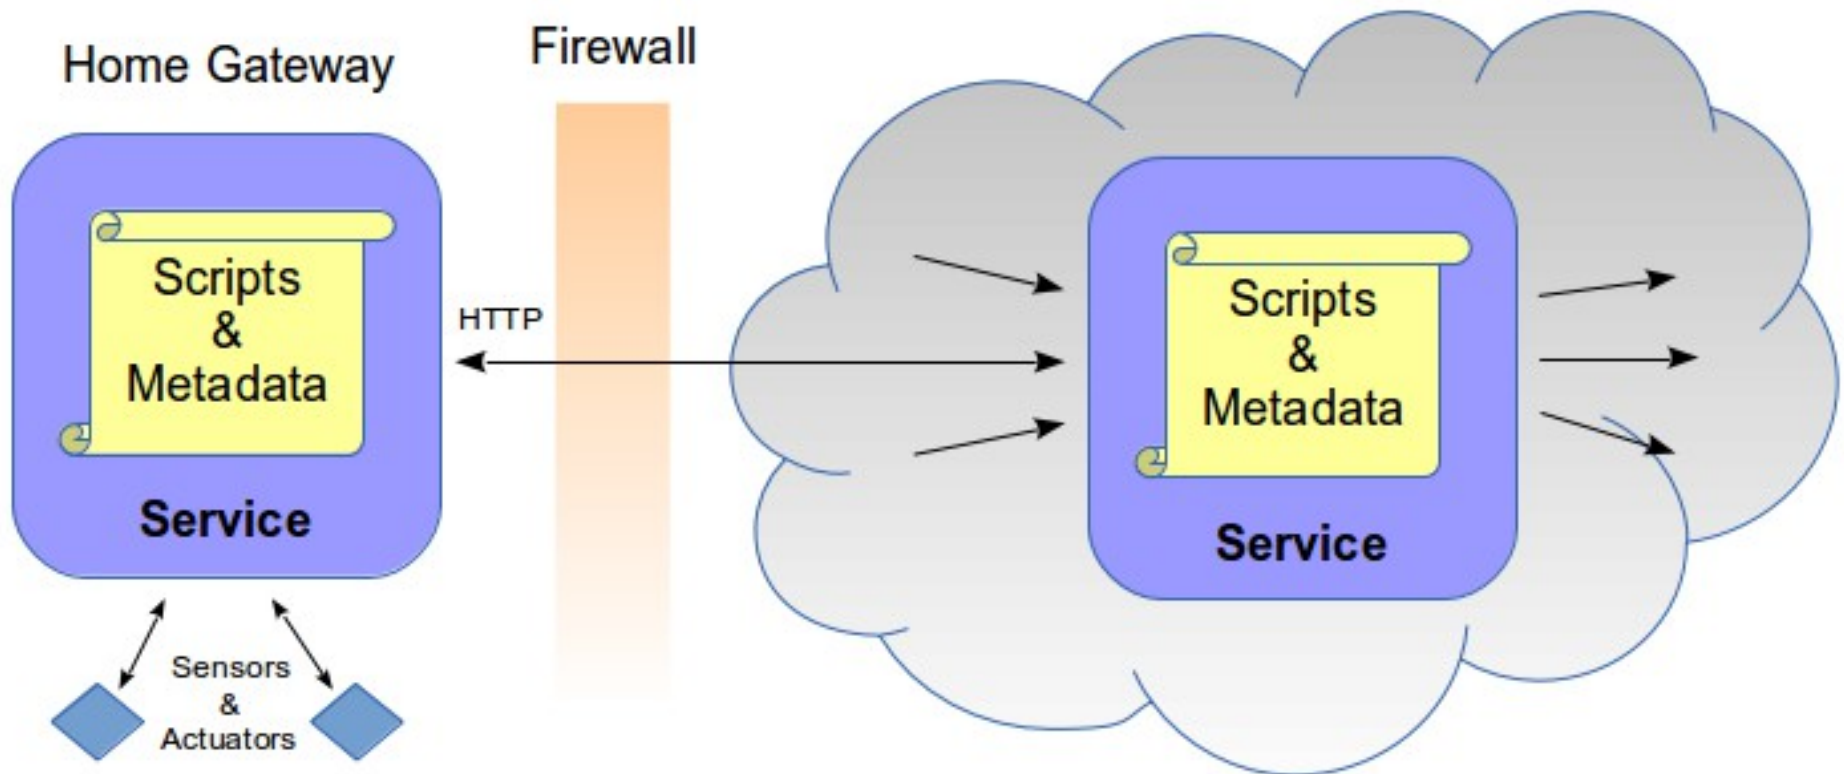 Home Gateway
Firewall
Scripts
&
Metadata
Service
HTTP
Scripts
&
Metadata
Service
Sensors
&
Actuators